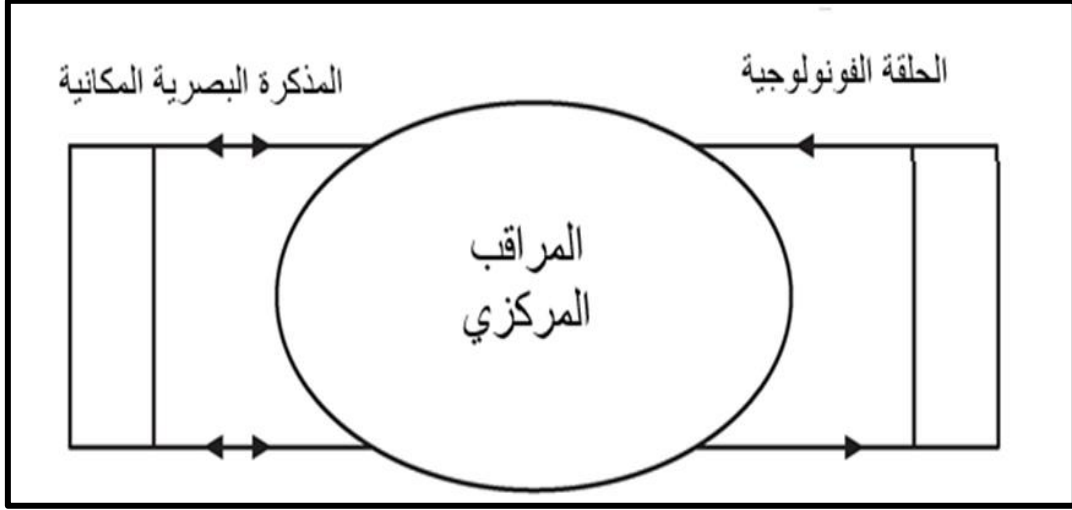 الحلقة الفونولوجية
المذكرة البصرية المكانية
المراقب
المركزي